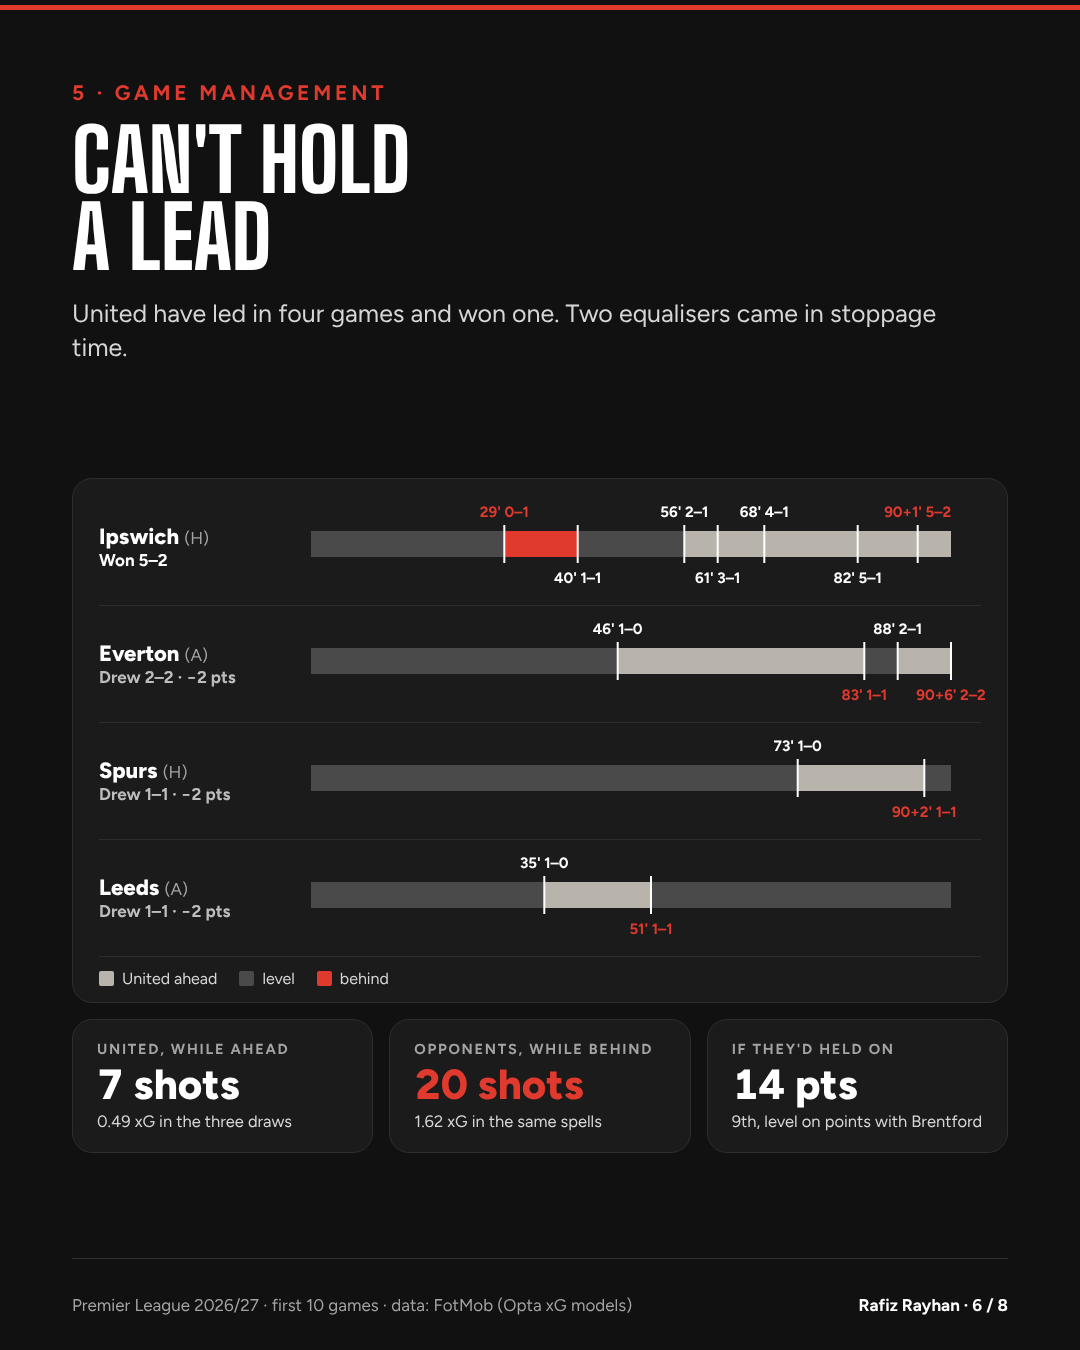 5 · GAME MANAGEMENT
CAN'T HOLD
A LEAD
United have led in four games and won one. Two equalisers came in stoppage
time.
29' 0–1
56' 2–1
68' 4–1
90+1' 5–2
Ipswich (H)
Won 5–2
40' 1–1
61' 3–1
82' 5–1
46' 1–0
88' 2–1
Everton (A)
Drew 2–2 · −2 pts
83' 1–1
90+6' 2–2
73' 1–0
Spurs (H)
Drew 1–1 · −2 pts
90+2' 1–1
35' 1–0
Leeds (A)
Drew 1–1 · −2 pts
51' 1–1
United ahead
level
behind
UNITED, WHILE AHEAD
7 shots
0.49 xG in the three draws
OPPONENTS, WHILE BEHIND
20 shots
1.62 xG in the same spells
IF THEY'D HELD ON
14 pts
9th, level on points with Brentford
Premier League 2026/27 · first 10 games · data: FotMob (Opta xG models)
Rafiz Rayhan · 6 / 8